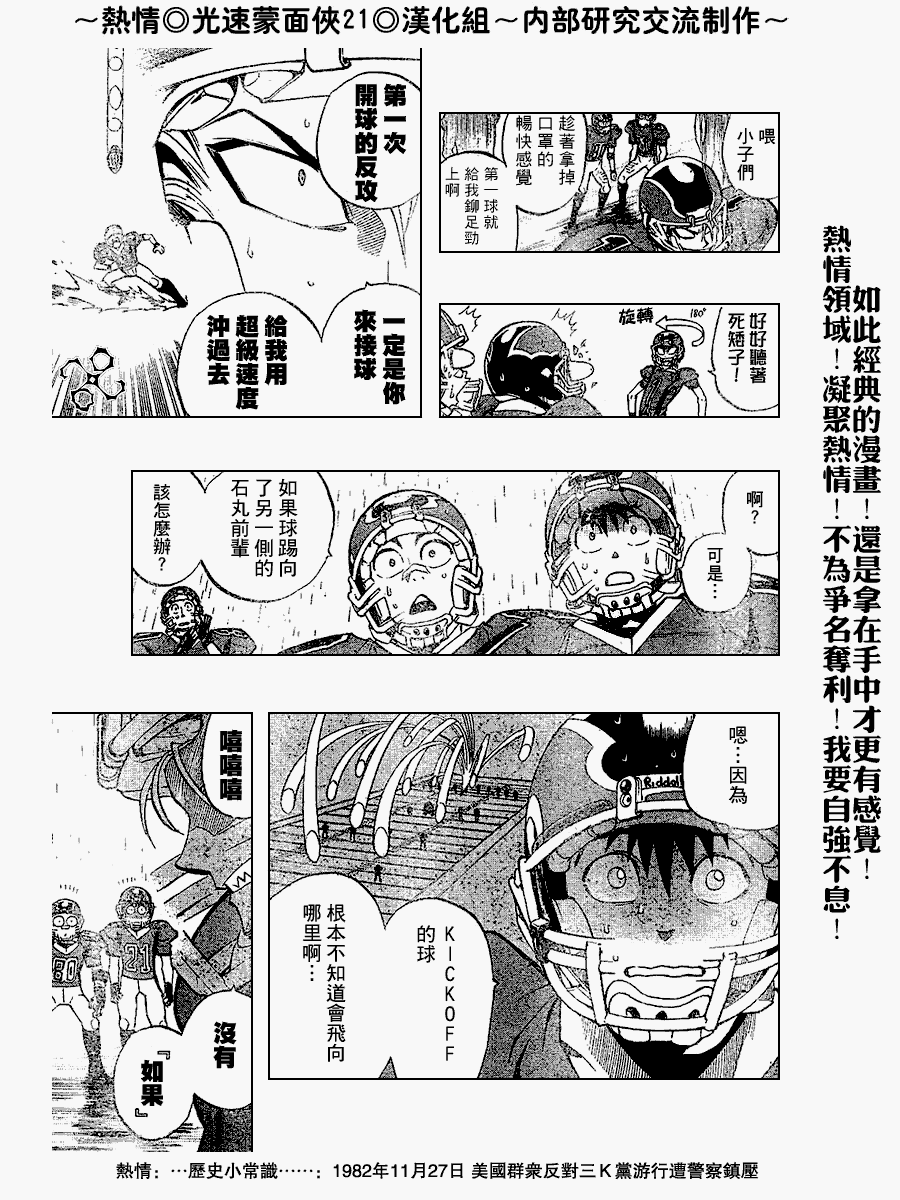 ～熱情◎光速蒙面俠21◎漢化組～内部研究交流制作～
喂
小子們
趁著拿掉
口罩的
暢快感覺
第一球就
給我鉚足勁
上啊
好好聽著
死矮子！
180°
旋轉
第一次
開球的反攻
一定是你
來接球
給我用
超級速度
沖過去
啊？
可是…
如果球踢向
了另一側的
石丸前輩
該怎麼辦？
嗯…因為
Riddell
KICKOFF
的球
根本不知道會飛向
哪里啊…
嘻嘻嘻
80
21
沒有
『如果』
如此經典的漫畫！還是拿在手中才更有感覺！
熱情領域！凝聚熱情！不為爭名奪利！我要自強不息！
熱情：…歷史小常識……：1982年11月27日 美國群衆反對三K黨游行遭警察鎮壓